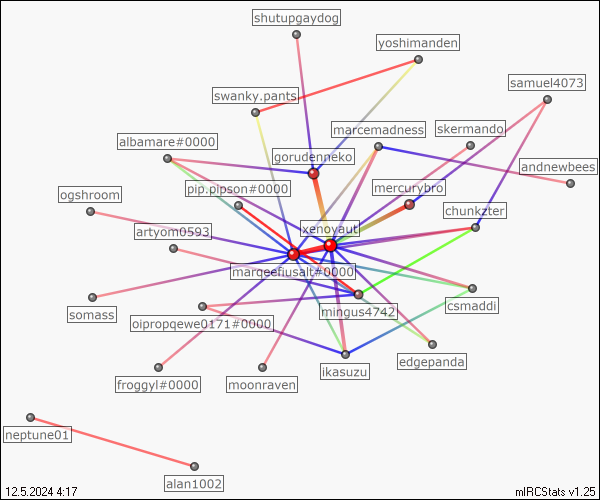 shutupgaydog
yoshimanden
samuel4073
swanky.pants
marcemadness
skermando
albamare#0000
gorudenneko
andnewbees
pip.pipson#0000
mercurybro
ogshroom
chunkzter
artyom0593
xenovaut
marqeefusalt#0000
somass
csmaddi
mingus4742
oipropqewe0171#0000
edgepanda
froggyl#0000
moonraven
ikasuzu
neptune01
alan1002
12.5.2024 4:17
mIRCStats v1.25